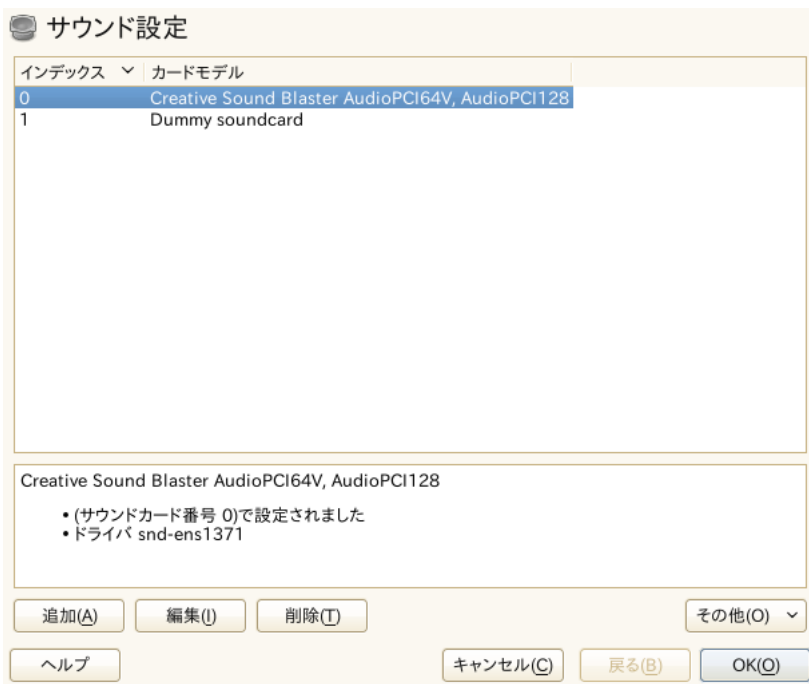 サウンド設定
インデックス カードモデル
0 Creative Sound Blaster AudioPCI64V, AudioPCI128
1 Dummy soundcard
Creative Sound Blaster AudioPCI64V, AudioPCI128
• (サウンドカード番号 0)で設定されました
• ドライバ snd-ens1371
追加(A) 編集(I) 削除(T) その他(O)
ヘルプ キャンセル(C) 戻る(B) OK(O)